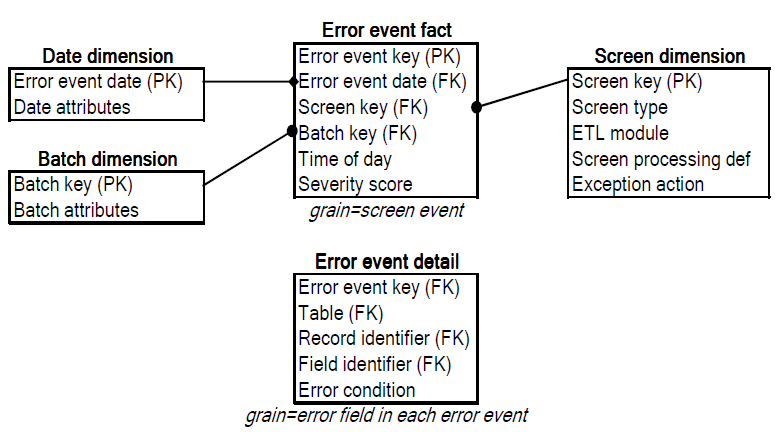 Error event fact
Date dimension
Screen dimension
Error event key (PK)
Error event date (PK)
Error event date (FK)
Screen key (PK)
Date attributes
Screen key (FK)
Screen type
Batch key (FK)
ETL module
Batch dimension
Time of day
Screen processing def
Batch key (PK)
Severity score
Exception action
Batch attributes
grain=screen event
Error event detail
Error event key (FK)
Table (FK)
Record identifier (FK)
Field identifier (FK)
Error condition
grain=error field in each error event